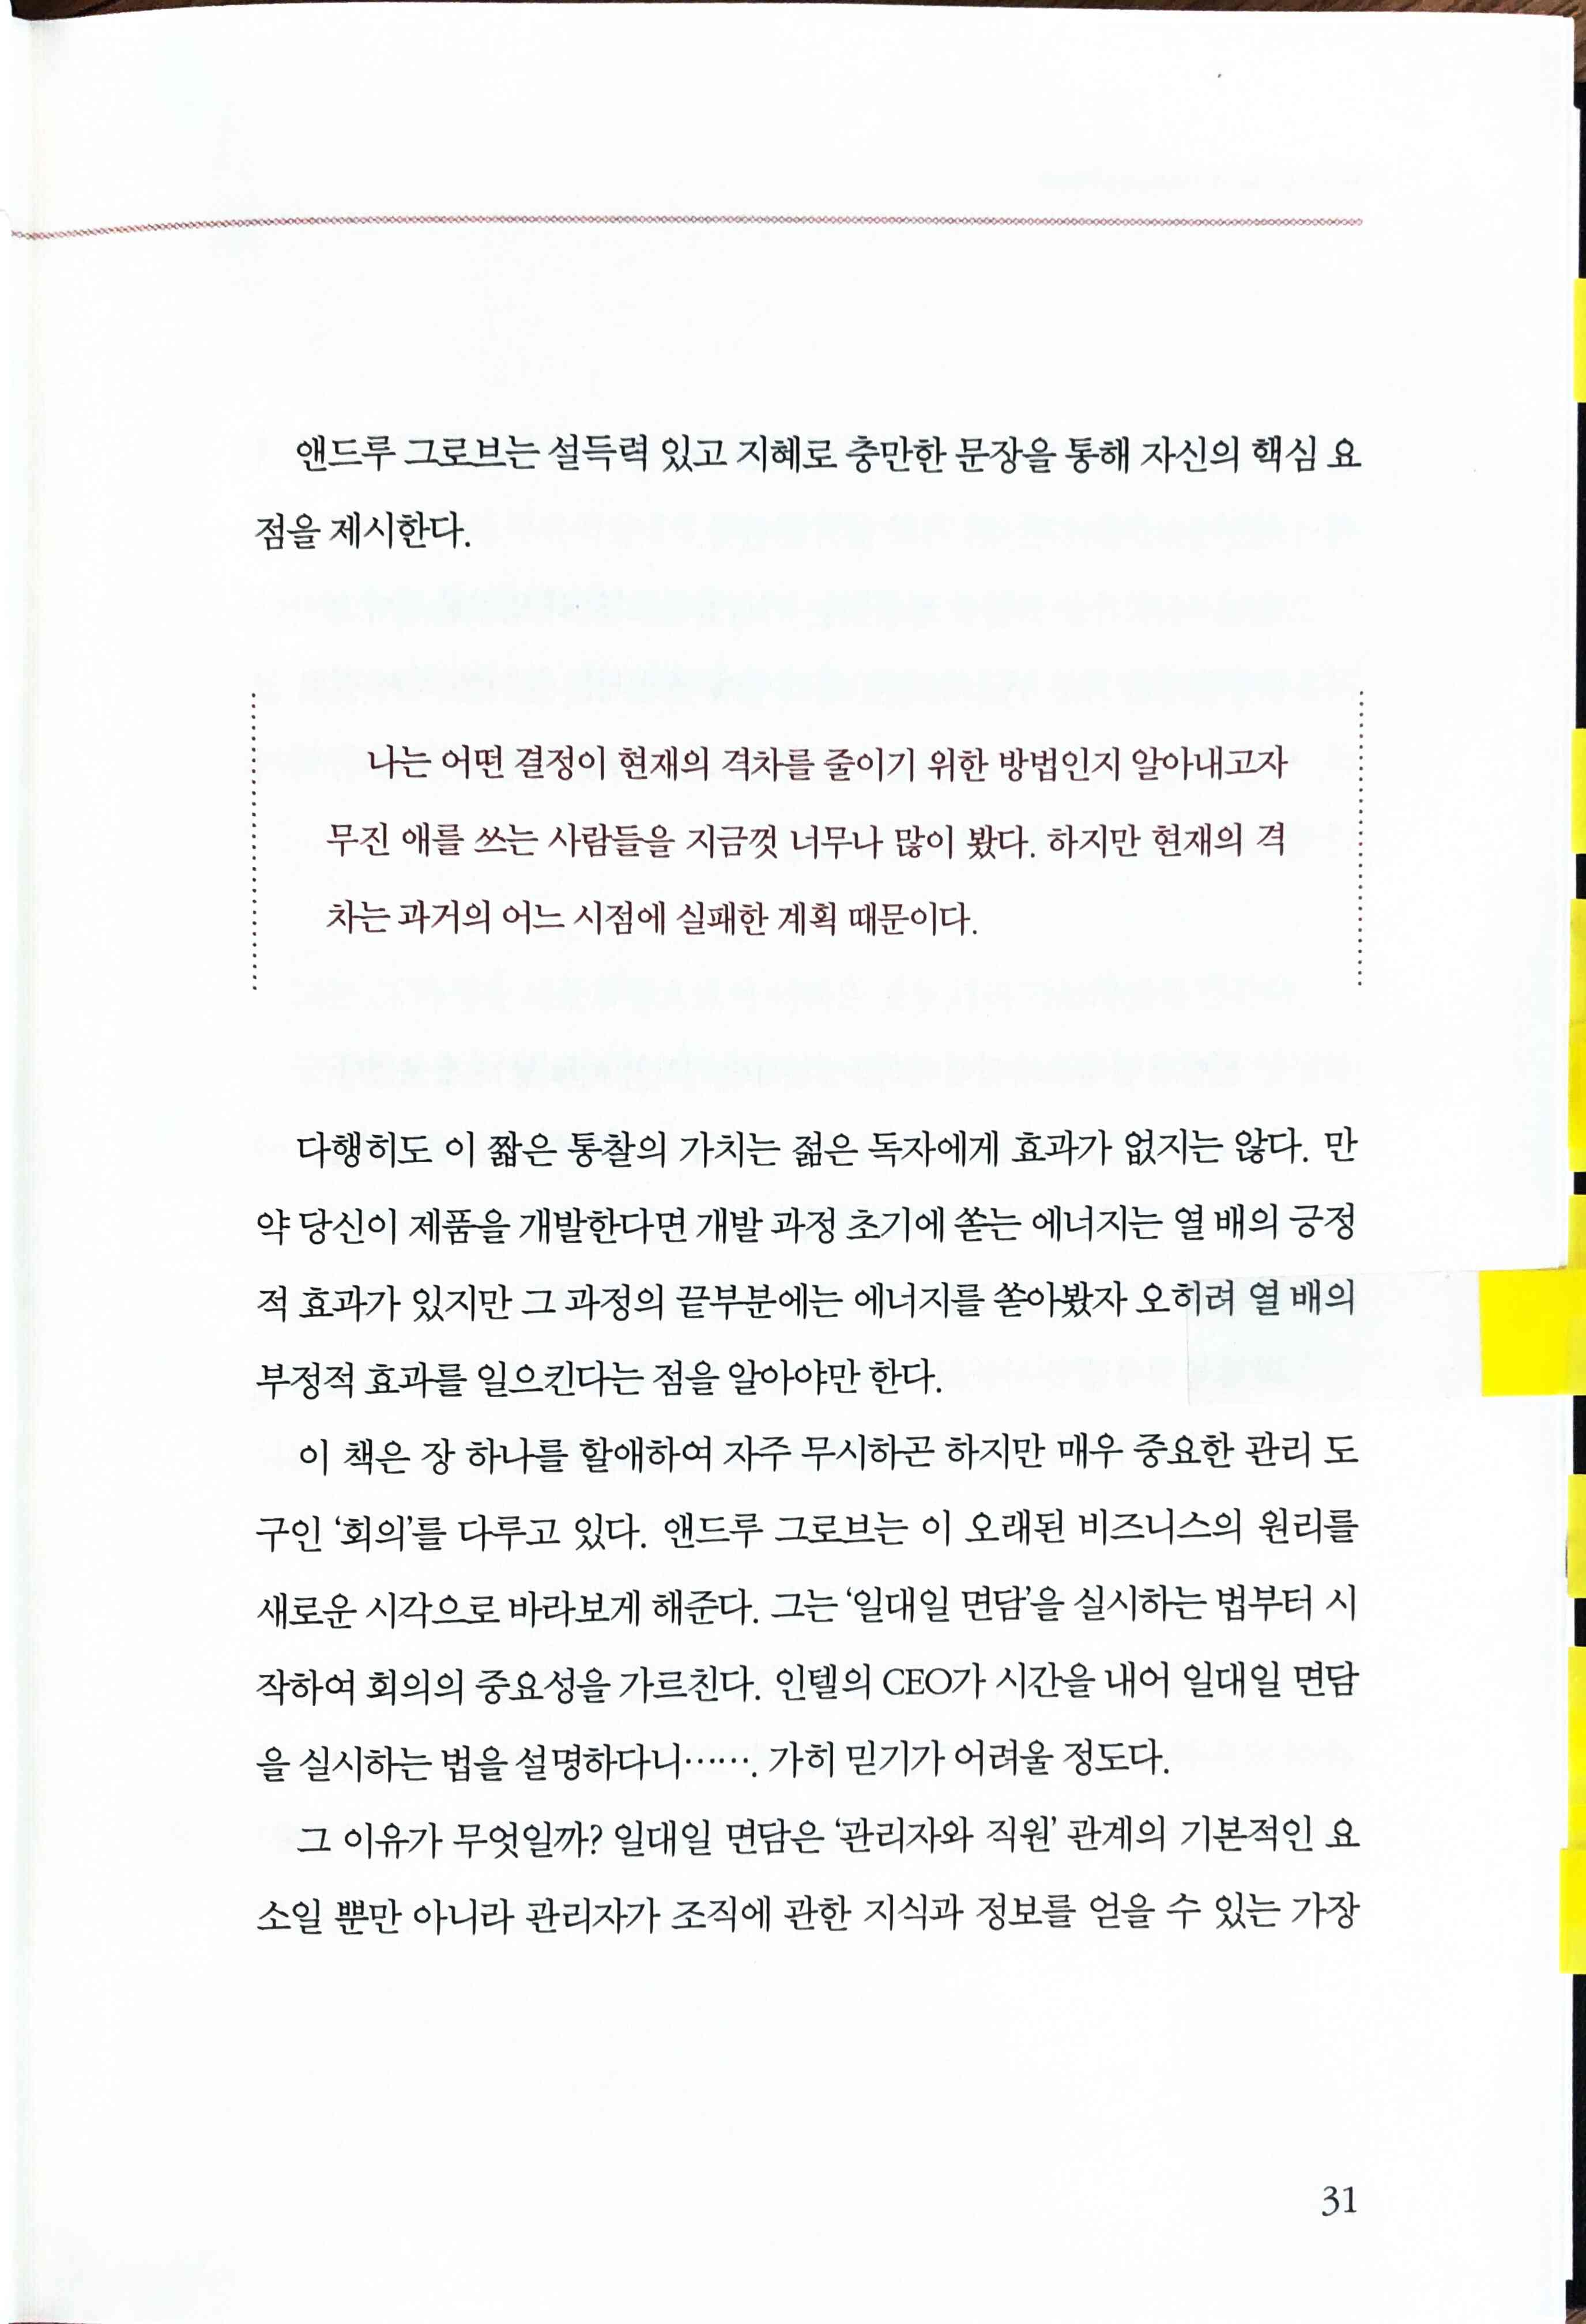 앤드루 그로브는 설득력 있고 지혜로 충만한 문장을 통해 자신의 핵심 요
점을 제시한다.
나는 어떤 결정이 현재의 격차를 줄이기 위한 방법인지 알아내고자
무진 애를 쓰는 사람들을 지금껏 너무나 많이 봤다. 하지만 현재의 격
차는 과거의 어느 시점에 실패한 계획 때문이다.
다행히도 이 짧은 통찰의 가치는 젊은 독자에게 효과가 없지는 않다. 만
약 당신이 제품을 개발한다면 개발 과정 초기에 쏟는 에너지는 열 배의 긍정
적 효과가 있지만 그 과정의 끝부분에는 에너지를 쏟아봤자 오히려 열 배의
부정적 효과를 일으킨다는 점을 알아야만 한다.
이 책은 장 하나를 할애하여 자주 무시하곤 하지만 매우 중요한 관리 도
구인 ‘회의’를 다루고 있다. 앤드루 그로브는 이 오래된 비즈니스의 원리를
새로운 시각으로 바라보게 해준다. 그는 ‘일대일 면담’을 실시하는 법부터 시
작하여 회의의 중요성을 가르친다. 인텔의 CEO가 시간을 내어 일대일 면담
을 실시하는 법을 설명하다니……. 가히 믿기가 어려울 정도다.
그 이유가 무엇일까? 일대일 면담은 ‘관리자와 직원’ 관계의 기본적인 요
소일 뿐만 아니라 관리자가 조직에 관한 지식과 정보를 얻을 수 있는 가장
31